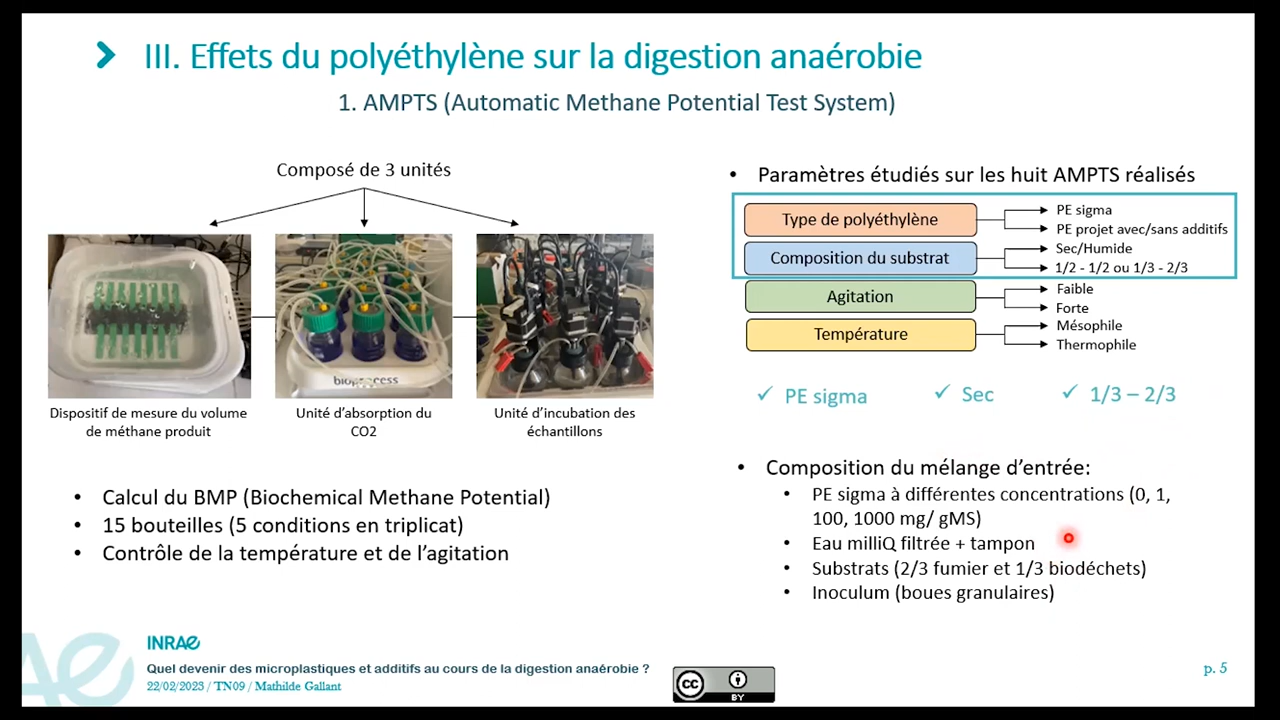 III. Effets du polyéthylène sur la digestion anaérobie
1. AMPTS (Automatic Methane Potential Test System)
Composé de 3 unités
bioprocess
Dispositif de mesure du volume
de méthane produit
Unité d'absorption du
CO2
Unité d'incubation des
échantillons
• Calcul du BMP (Biochemical Methane Potential)
• 15 bouteilles (5 conditions en triplicat)
• Contrôle de la température et de l'agitation
• Paramètres étudiés sur les huit AMPTS réalisés
Type de polyéthylène
PE sigma
PE projet avec/sans additifs
Composition du substrat
Sec/Humide
1/2 - 1/2 ou 1/3 - 2/3
Agitation
Faible
Forte
Température
Mésophile
Thermophile
✓ PE sigma
✓ Sec
✓ 1/3 – 2/3
• Composition du mélange d'entrée:
• PE sigma à différentes concentrations (0, 1,
100, 1000 mg/ gMS)
• Eau milliQ filtrée + tampon
• Substrats (2/3 fumier et 1/3 biodéchets)
• Inoculum (boues granulaires)
INRAE
Quel devenir des microplastiques et additifs au cours de la digestion anaérobie ?
22/02/2023 / TN09 / Mathilde Gallant
cc
BY
p. 5